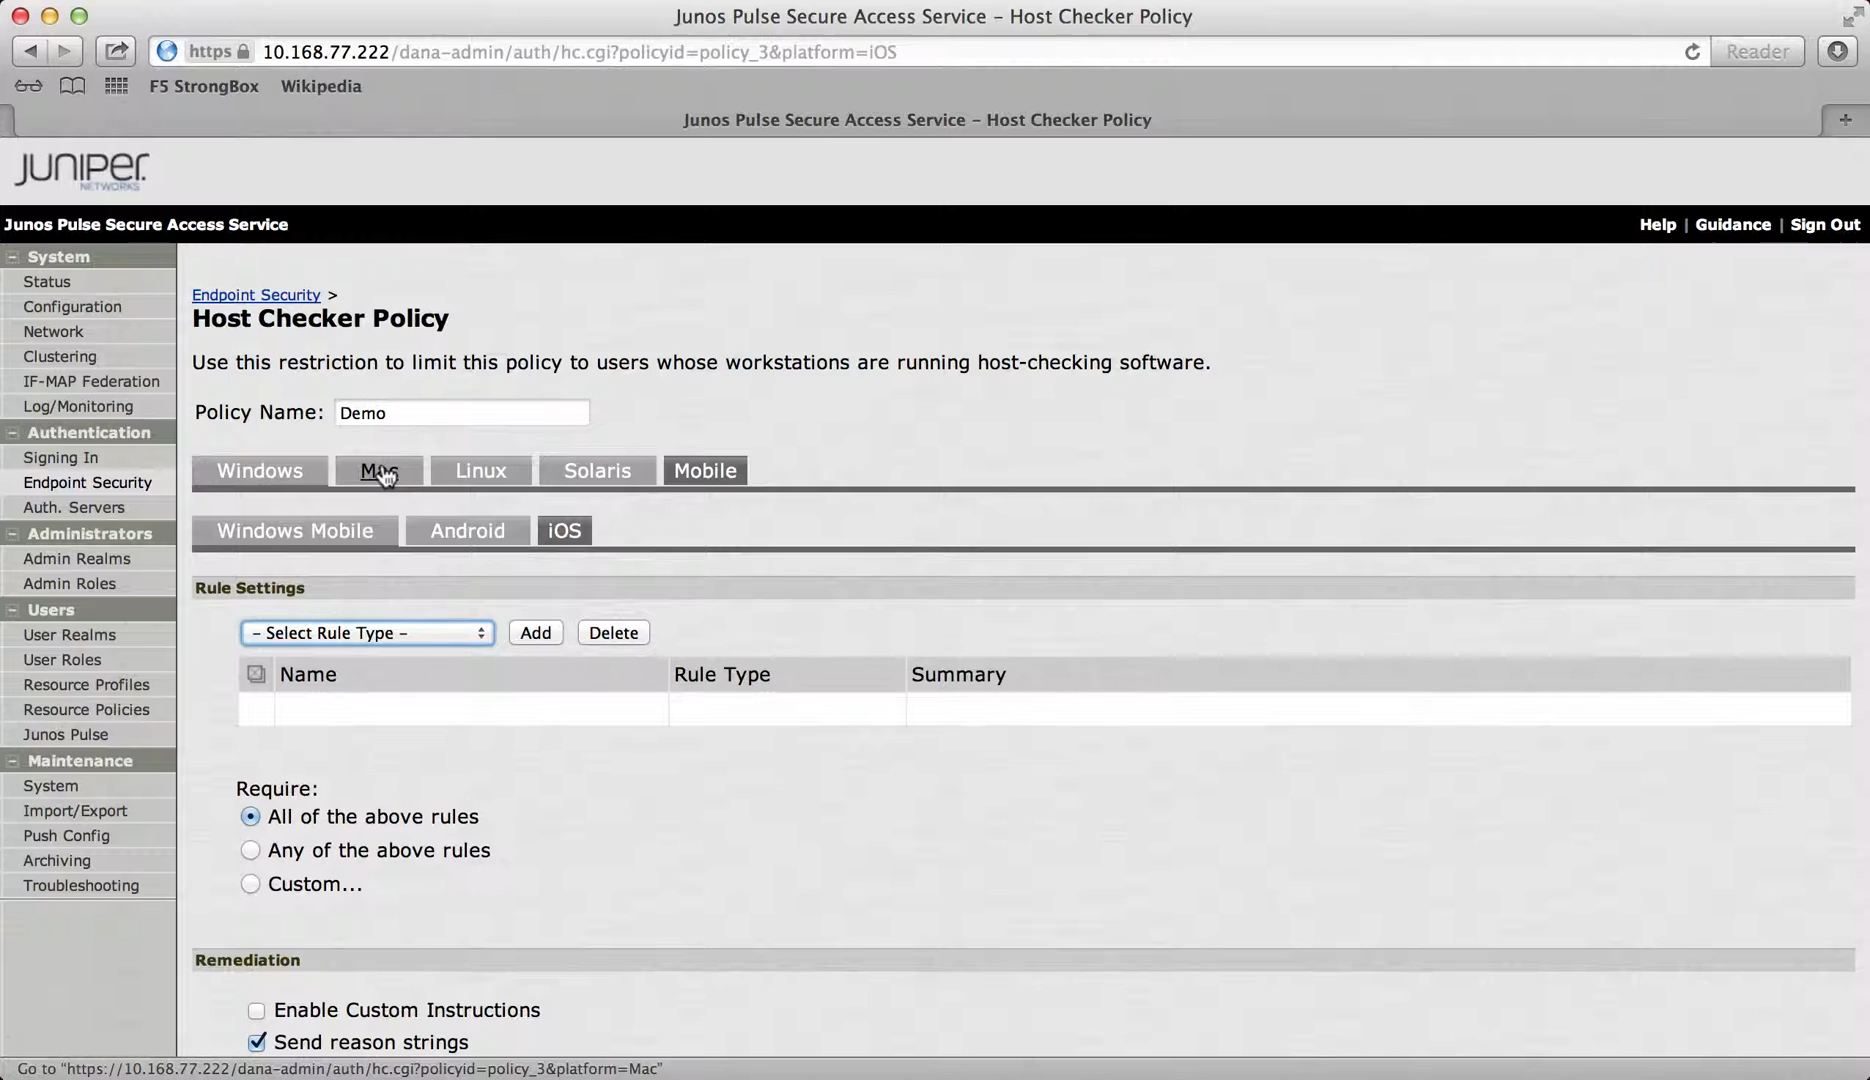 Junos Pulse Secure Access Service – Host Checker Policy
https 10.168.77.222/dana-admin/auth/hc.cgi?policyid=policy_3&platform=iOS Reader
F5 StrongBox Wikipedia
Junos Pulse Secure Access Service – Host Checker Policy +
JUNIPER
NETWORKS
Junos Pulse Secure Access Service Help | Guidance | Sign Out
System
Status
Configuration
Network
Clustering
IF-MAP Federation
Log/Monitoring
Authentication
Signing In
Endpoint Security
Auth. Servers
Administrators
Admin Realms
Admin Roles
Users
User Realms
User Roles
Resource Profiles
Resource Policies
Junos Pulse
Maintenance
System
Import/Export
Push Config
Archiving
Troubleshooting
Endpoint Security >
Host Checker Policy
Use this restriction to limit this policy to users whose workstations are running host-checking software.
Policy Name: Demo
Windows Mac Linux Solaris Mobile
Windows Mobile Android iOS
Rule Settings
– Select Rule Type – Add Delete
Name Rule Type Summary
Require:
All of the above rules
Any of the above rules
Custom...
Remediation
Enable Custom Instructions
Send reason strings
Go to "https://10.168.77.222/dana-admin/auth/hc.cgi?policyid=policy_3&platform=Mac"